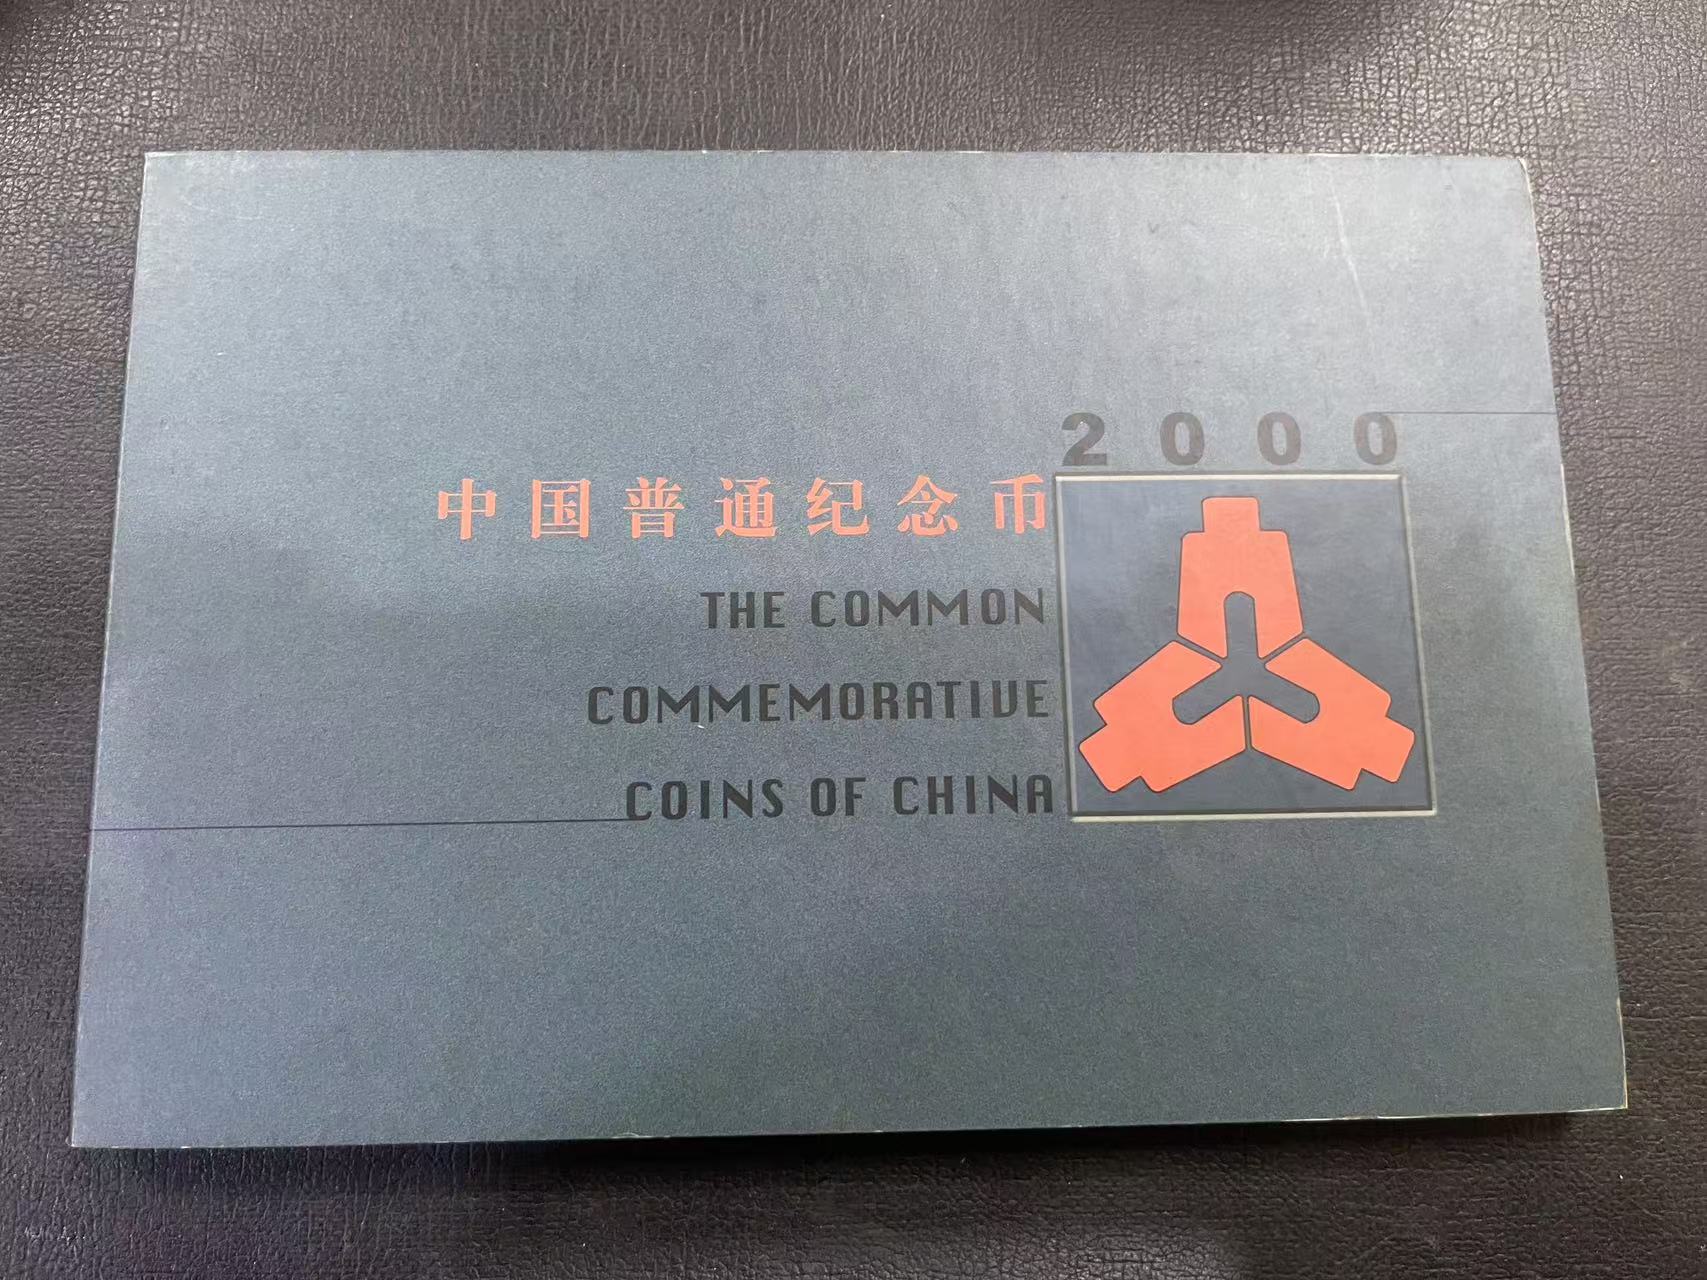 2000
中国普通纪念币
THE COMMON
COMMEMORATIVE
COINS OF CHINA